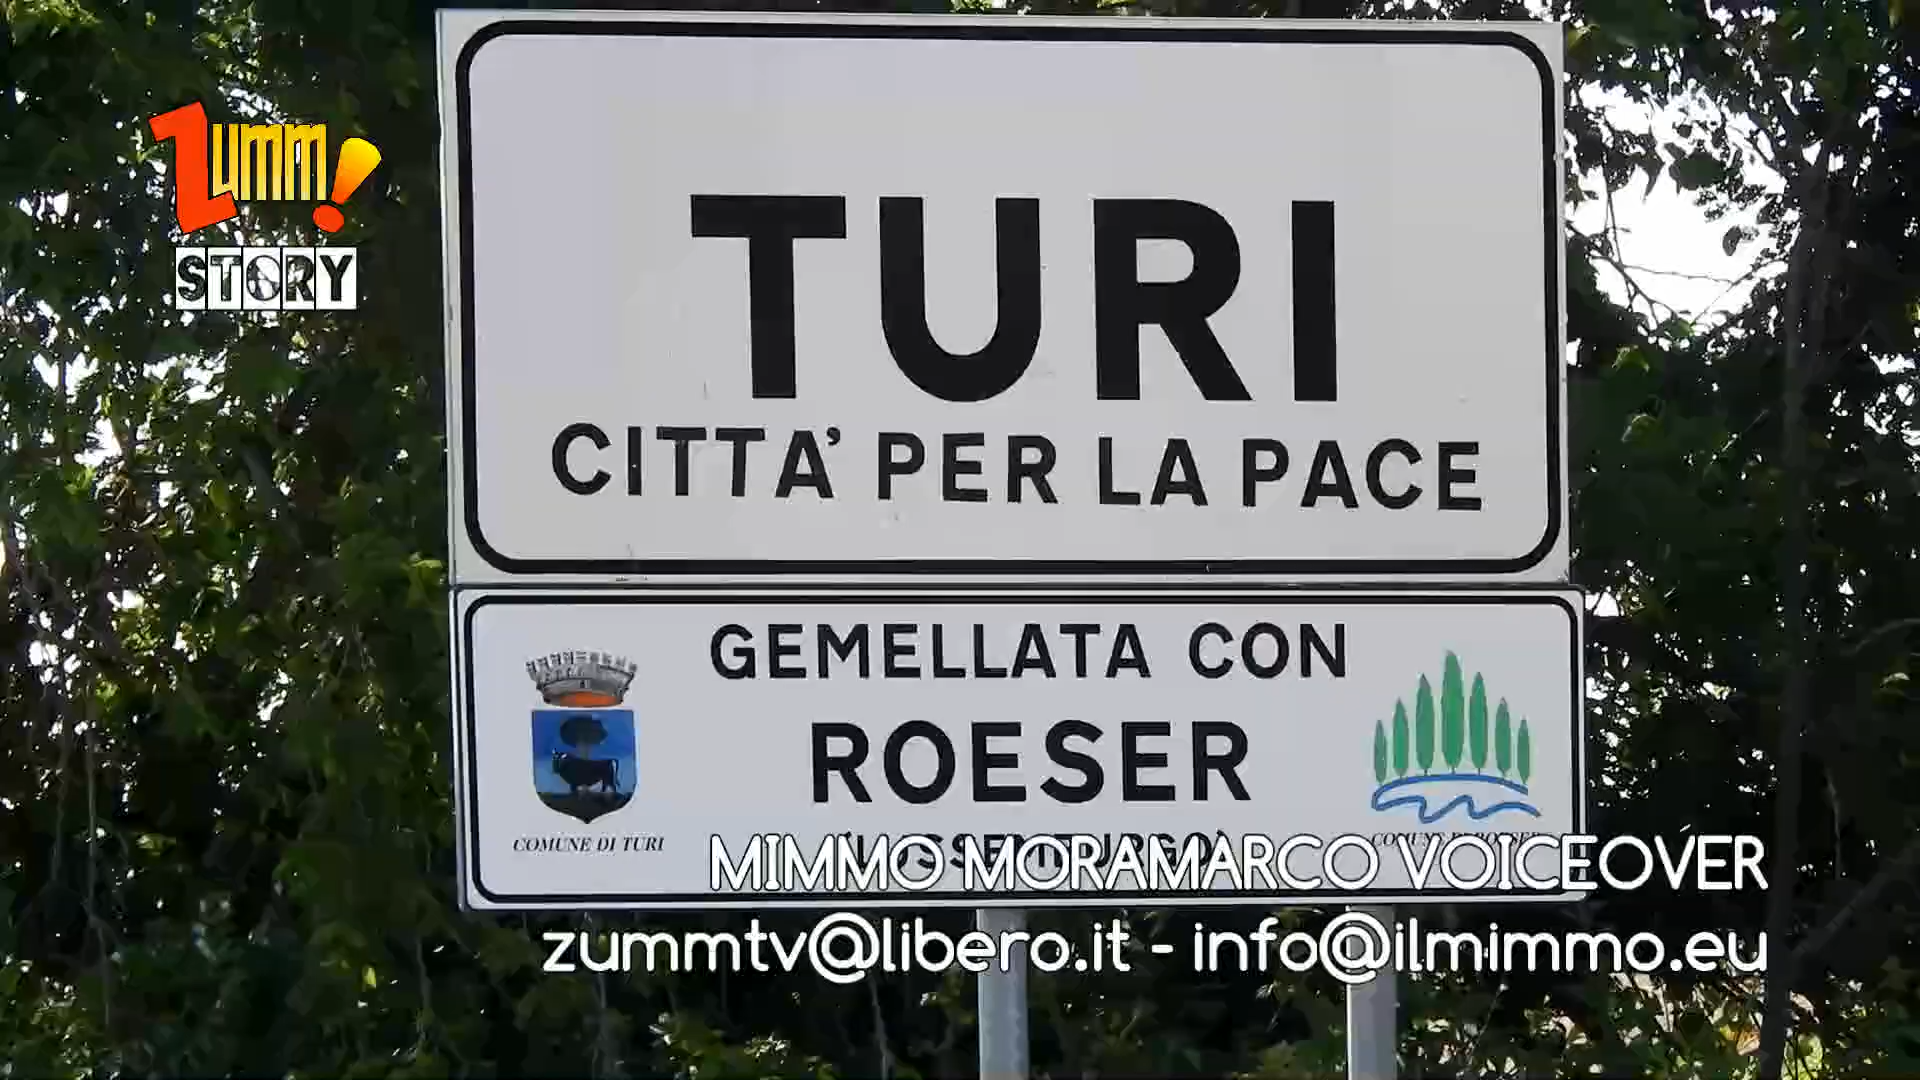 Zumm!
STORY
TURI
CITTA' PER LA PACE
GEMELLATA CON
ROESER
COMUNE DI TURI
MIMMO MORAMARCO VOICEOVER
zummtv@libero.it - info@ilmimmo.eu